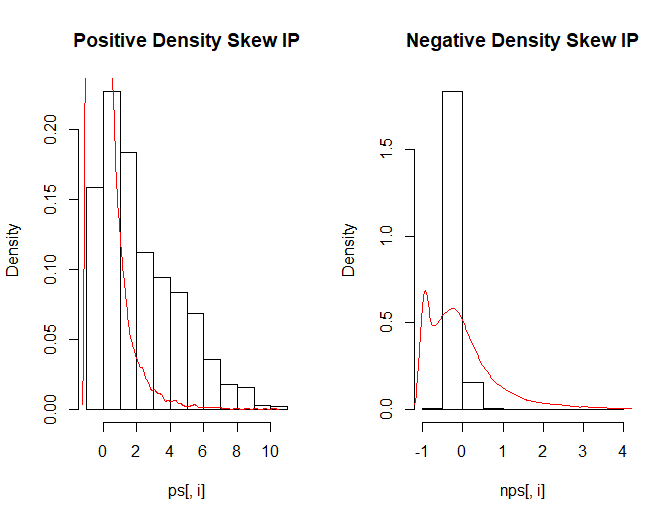 Positive Density Skew IP
Density
0.00 0.05 0.10 0.15 0.20
0 2 4 6 8 10
ps[, i]
Negative Density Skew IP
Density
0.0 0.5 1.0 1.5
-1 0 1 2 3 4
nps[, i]